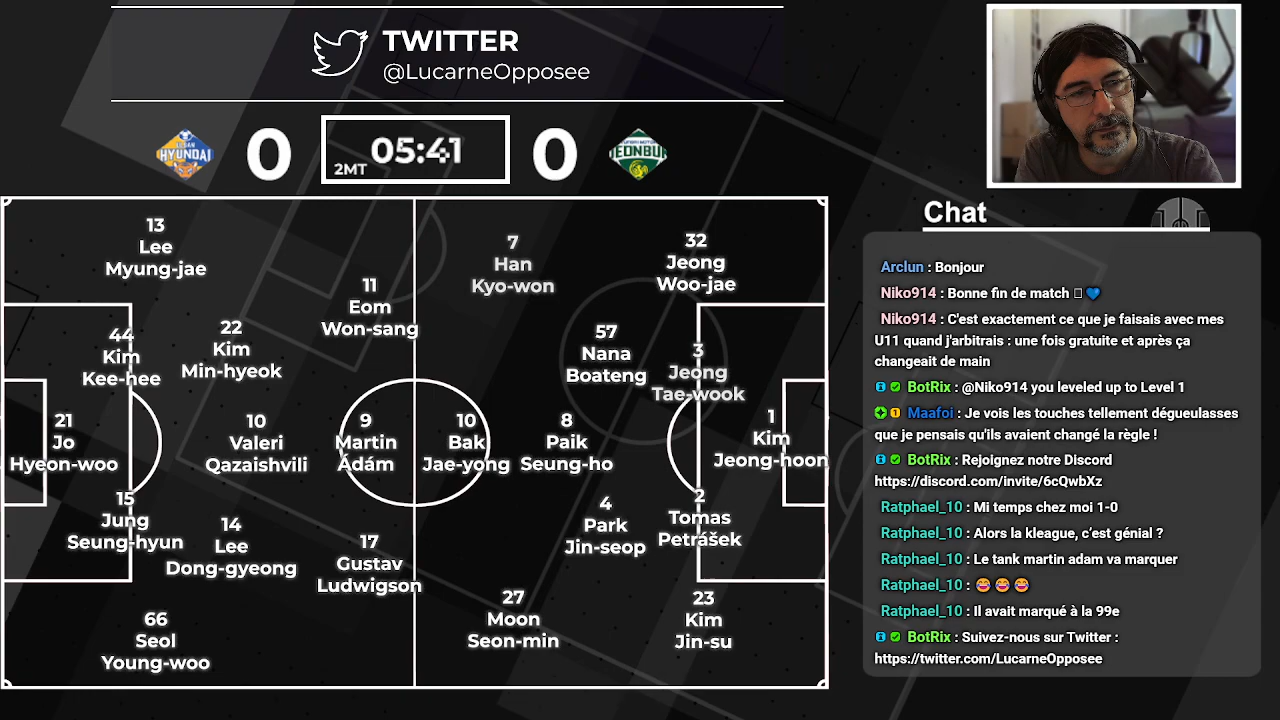 TWITTER
@LucarneOpposee
HYUNDAI
0
05:41
2MT
0
13
Lee
Myung-jae
44
Kim
Kee-hee
22
Kim
Min-hyeok
11
Eom
Won-sang
21
Jo
Hyeon-woo
10
Valeri
Qazaishvili
9
Martin
Ádám
15
Jung
Seung-hyun
14
Lee
Dong-gyeong
17
Gustav
Ludwigson
66
Seol
Young-woo
7
Han
Kyo-won
32
Jeong
Woo-jae
57
Nana
Boateng
3
Jeong
Tae-wook
10
Bak
Jae-yong
8
Paik
Seung-ho
1
Kim
Jeong-hoon
4
Park
Jin-seop
2
Tomas
Petrášek
27
Moon
Seon-min
23
Kim
Jin-su
Chat
Arclun : Bonjour
Niko914 : Bonne fin de match 💙
Niko914 : C'est exactement ce que je faisais avec mes
U11 quand j'arbitrais : une fois gratuite et après ça
changeait de main
BotRix : @Niko914 you leveled up to Level 1
Maafoi : Je vois les touches tellement dégueulasses
que je pensais qu'ils avaient changé la règle !
BotRix : Rejoignez notre Discord
https://discord.com/invite/6cQwbXz
Ratphael_10 : Mi temps chez moi 1-0
Ratphael_10 : Alors la kleague, c'est génial ?
Ratphael_10 : Le tank martin adam va marquer
Ratphael_10 : 😂 😂 😂
Ratphael_10 : Il avait marqué à la 99e
BotRix : Suivez-nous sur Twitter :
https://twitter.com/LucarneOpposee